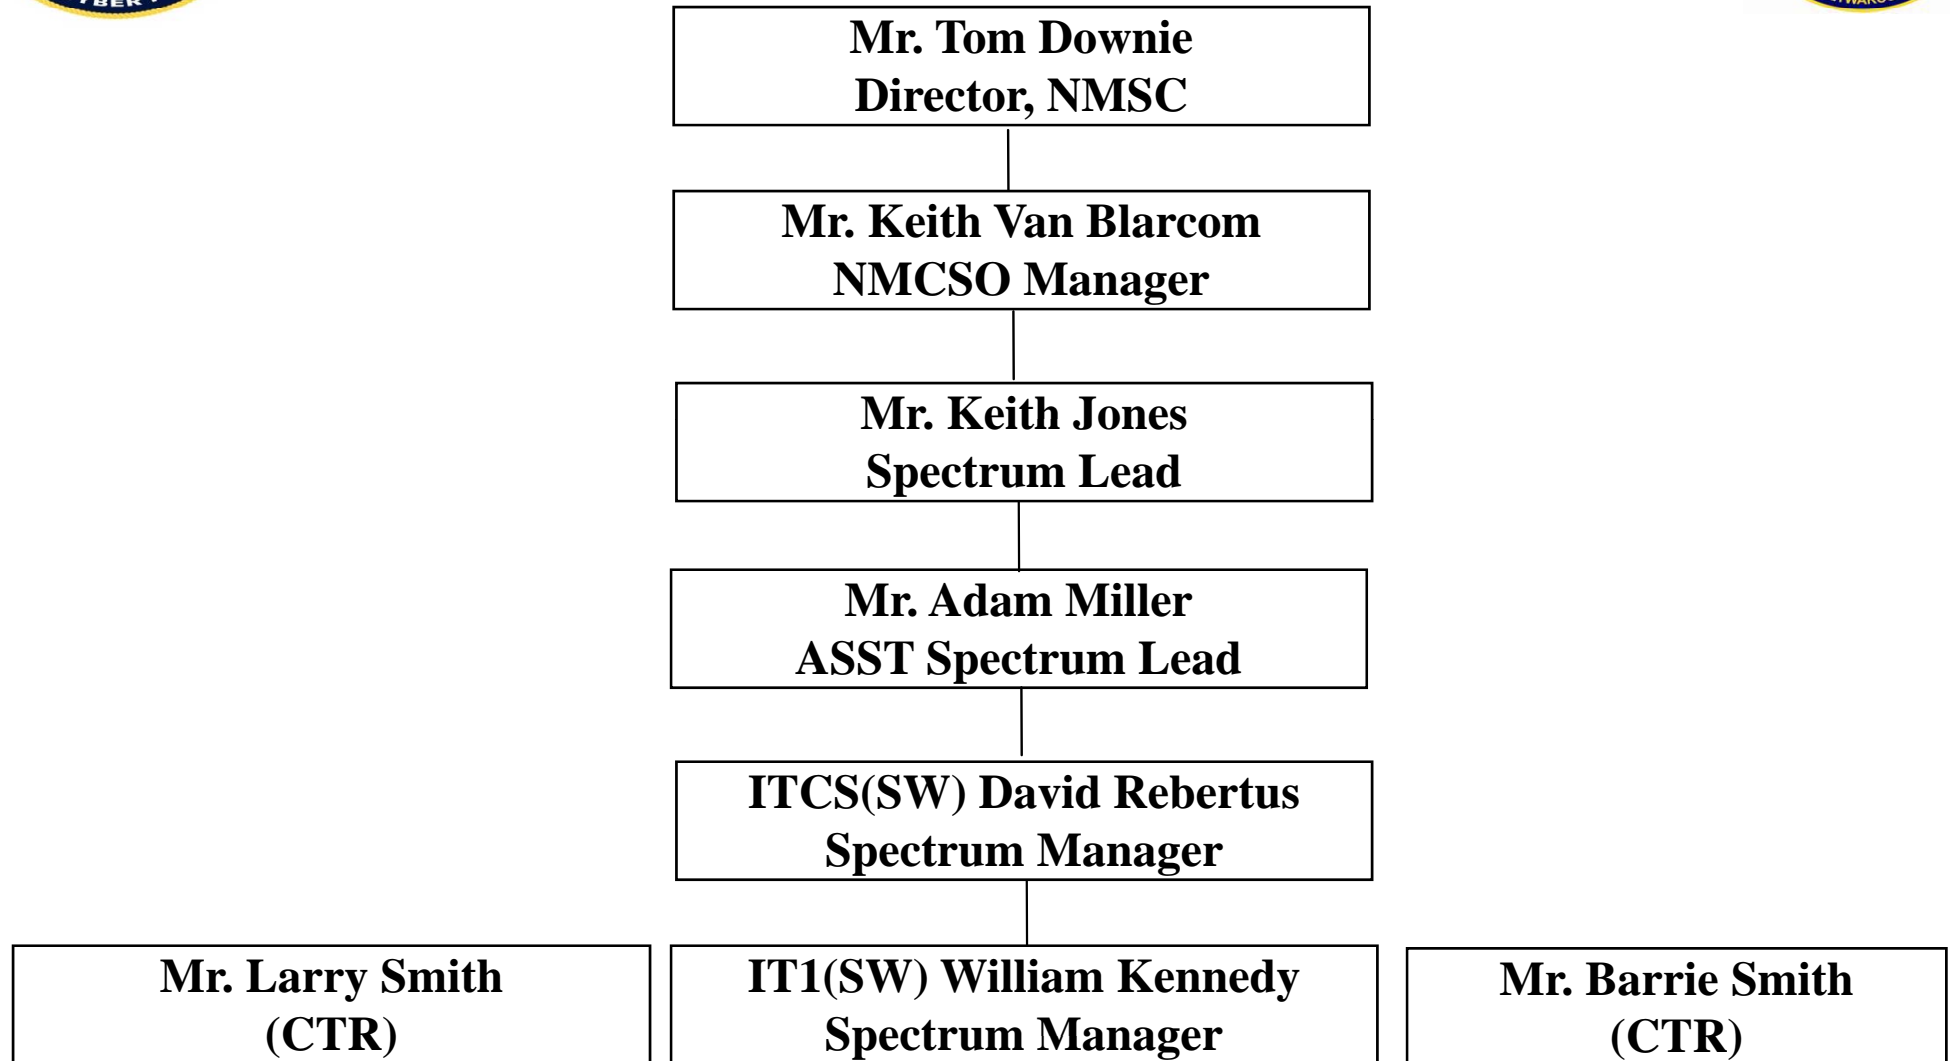 Mr. Tom Downie
Director, NMSC
Mr. Keith Van Blarcom
NMCSO Manager
Mr. Keith Jones
Spectrum Lead
Mr. Adam Miller
ASST Spectrum Lead
ITCS(SW) David Rebertus
Spectrum Manager
Mr. Larry Smith
(CTR)
IT1(SW) William Kennedy
Spectrum Manager
Mr. Barrie Smith
(CTR)